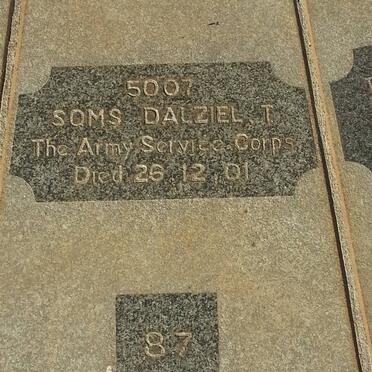 5007
SQMS DALZIEL. T.
The Army Service Corps
Died 26 12 01
87